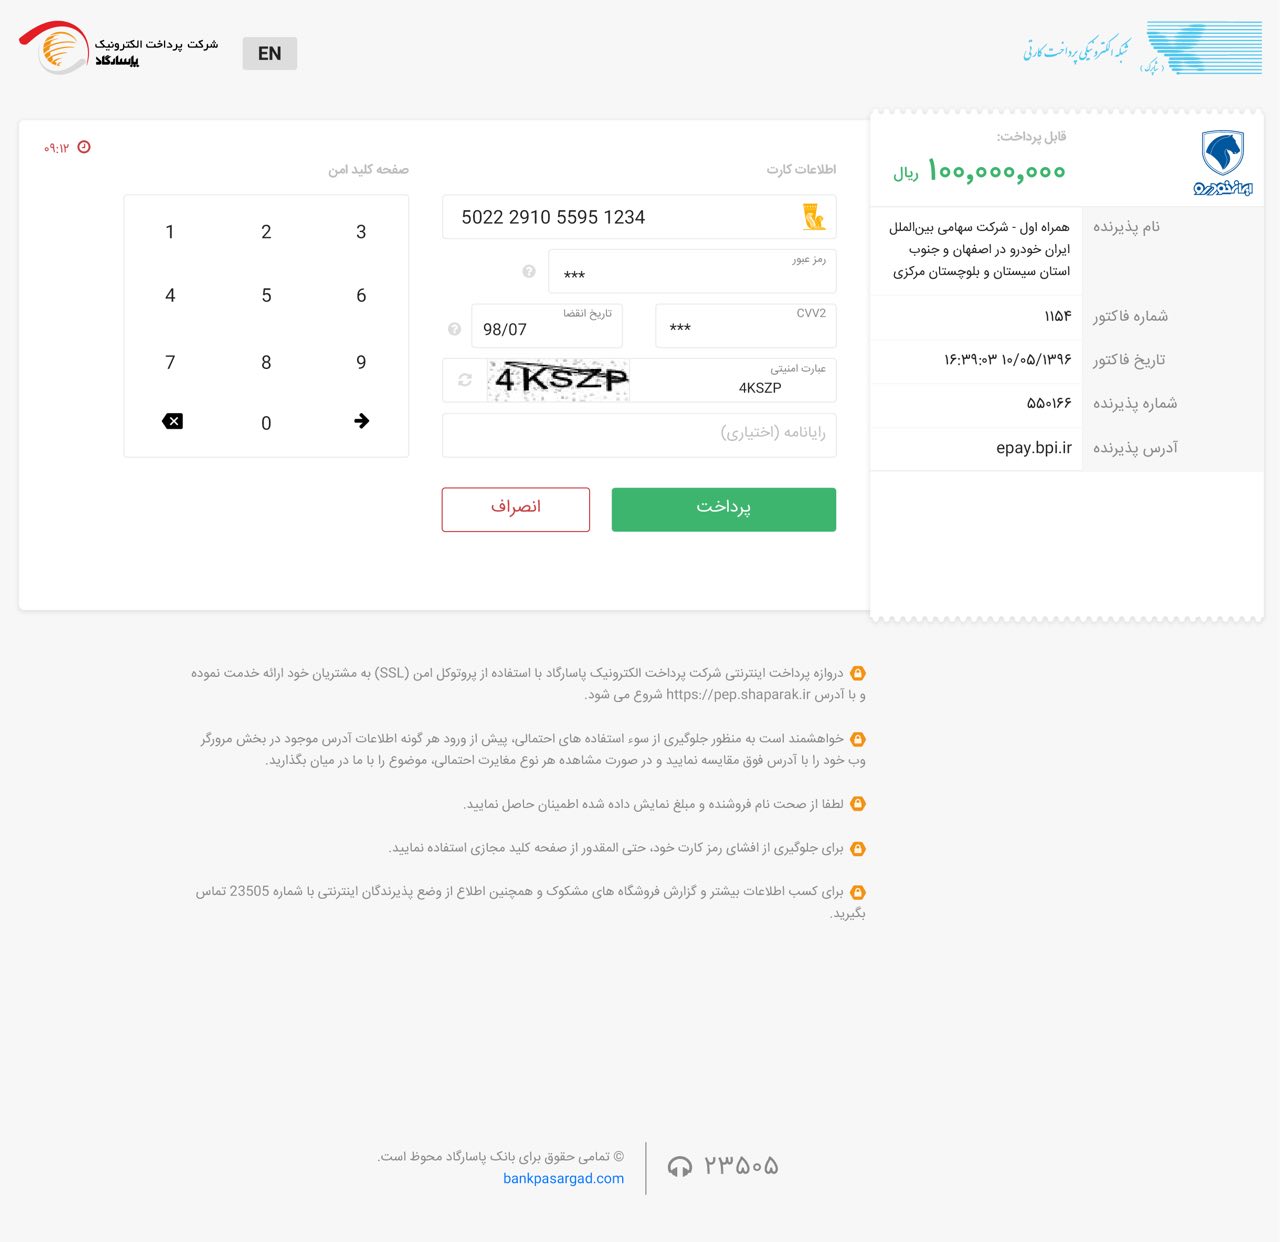 شبکه الکترونیکی پرداخت کارتی
(شاپرک)
EN
شرکت پرداخت الکترونیک
پاسارگاد
ایران‌خودرو
قابل پرداخت:
۱۰۰,۰۰۰,۰۰۰ ریال
نام پذیرنده
همراه اول - شرکت سهامی بین‌الملل
ایران خودرو در اصفهان و جنوب
استان سیستان و بلوچستان مرکزی
شماره فاکتور
۱۱۵۴
تاریخ فاکتور
۱۶:۳۹:۰۳ ۱۰/۰۵/۱۳۹۶
شماره پذیرنده
۵۵۰۱۶۶
آدرس پذیرنده
epay.bpi.ir
اطلاعات کارت
5022 2910 5595 1234
رمز عبور
***
CVV2
***
تاریخ انقضا
98/07
عبارت امنیتی
4KSZP
4KSZP
رایانامه (اختیاری)
پرداخت
انصراف
۰۹:۱۲
صفحه کلید امن
1 2 3
4 5 6
7 8 9
0
دروازه پرداخت اینترنتی شرکت پرداخت الکترونیک پاسارگاد با استفاده از پروتوکل امن (SSL) به مشتریان خود ارائه خدمت نموده
و با آدرس https://pep.shaparak.ir شروع می شود.
خواهشمند است به منظور جلوگیری از سوء استفاده های احتمالی، پیش از ورود هر گونه اطلاعات آدرس موجود در بخش مرورگر
وب خود را با آدرس فوق مقایسه نمایید و در صورت مشاهده هر نوع مغایرت احتمالی، موضوع را با ما در میان بگذارید.
لطفا از صحت نام فروشنده و مبلغ نمایش داده شده اطمینان حاصل نمایید.
برای جلوگیری از افشای رمز کارت خود، حتی المقدور از صفحه کلید مجازی استفاده نمایید.
برای کسب اطلاعات بیشتر و گزارش فروشگاه های مشکوک و همچنین اطلاع از وضع پذیرندگان اینترنتی با شماره 23505 تماس
بگیرید.
۲۳۵۰۵
© تمامی حقوق برای بانک پاسارگاد محوظ است.
bankpasargad.com